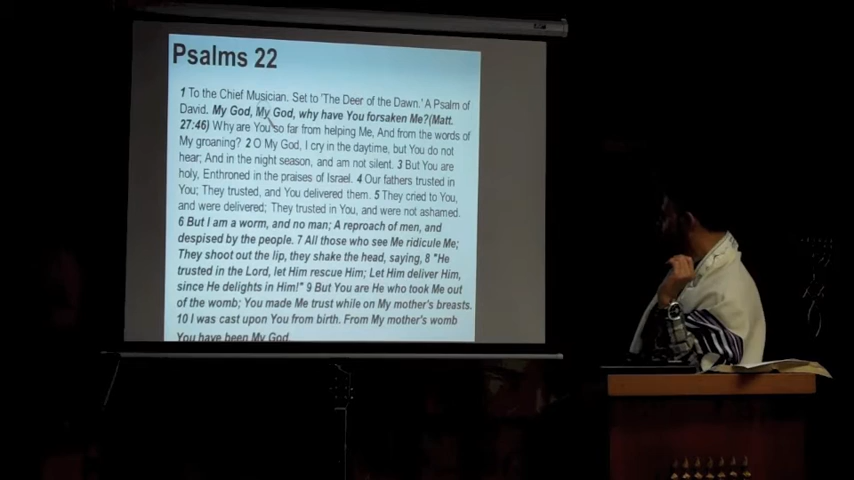 Psalms 22
1 To the Chief Musician. Set to 'The Deer of the Dawn.' A Psalm of
David. My God, My God, why have You forsaken Me?(Matt.
27:46) Why are You so far from helping Me, And from the words of
My groaning? 2 O My God, I cry in the daytime, but You do not
hear; And in the night season, and am not silent. 3 But You are
holy, Enthroned in the praises of Israel. 4 Our fathers trusted in
You; They trusted, and You delivered them. 5 They cried to You,
and were delivered; They trusted in You, and were not ashamed.
6 But I am a worm, and no man; A reproach of men, and
despised by the people. 7 All those who see Me ridicule Me;
They shoot out the lip, they shake the head, saying, 8 "He
trusted in the Lord, let Him rescue Him; Let Him deliver Him,
since He delights in Him!" 9 But You are He who took Me out
of the womb; You made Me trust while on My mother's breasts.
10 I was cast upon You from birth. From My mother's womb
You have been My God.